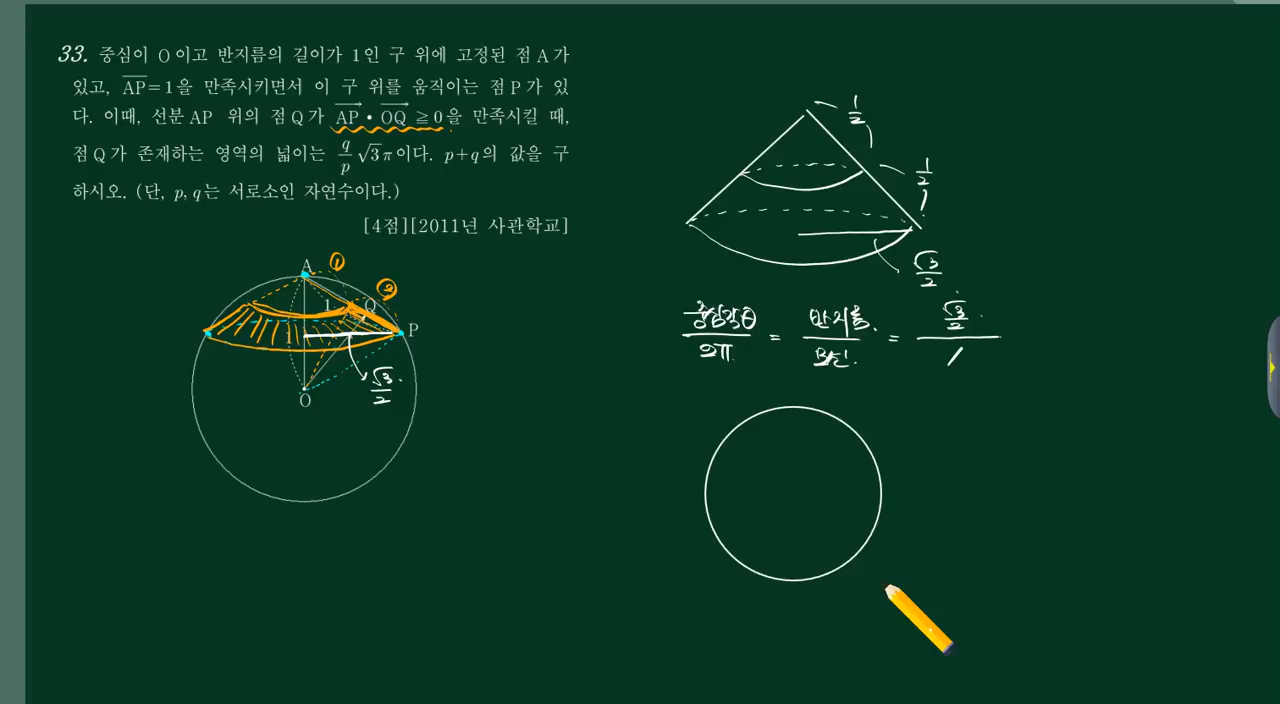 33. 중심이 O이고 반지름의 길이가 1인 구 위에 고정된 점 A가
있고, \overline{AP}=1을 만족시키면서 이 구 위를 움직이는 점 P가 있
다. 이때, 선분 AP 위의 점 Q가 \overrightarrow{AP}•\overrightarrow{OQ}≧0을 만족시킬 때,
점 Q가 존재하는 영역의 넓이는 q/p √3π이다. p+q의 값을 구
하시오. (단, p, q는 서로소인 자연수이다.)
[4점][2011년 사관학교]
A
①
②
1
Q
P
1
√3/2
O
1/2
1/2
√3/2
중심각θ/2π = 반지름/모선 = (√3/2)/1